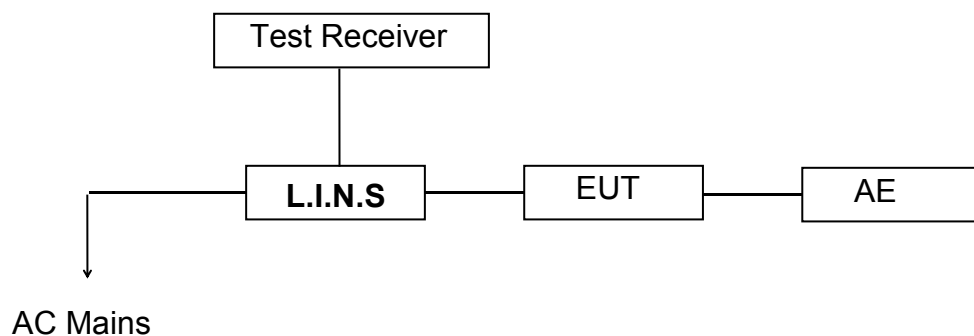 Test Receiver
L.I.N.S
EUT
AE
AC Mains